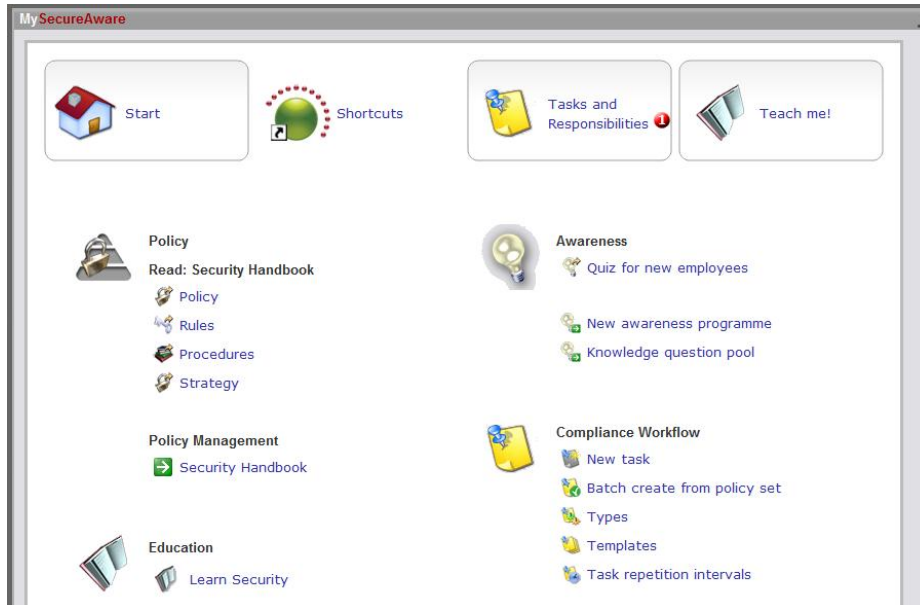 MySecureAware
Start
Shortcuts
Tasks and
Responsibilities 1
Teach me!
Policy
Read: Security Handbook
Policy
Rules
Procedures
Strategy
Policy Management
Security Handbook
Education
Learn Security
Awareness
Quiz for new employees
New awareness programme
Knowledge question pool
Compliance Workflow
New task
Batch create from policy set
Types
Templates
Task repetition intervals